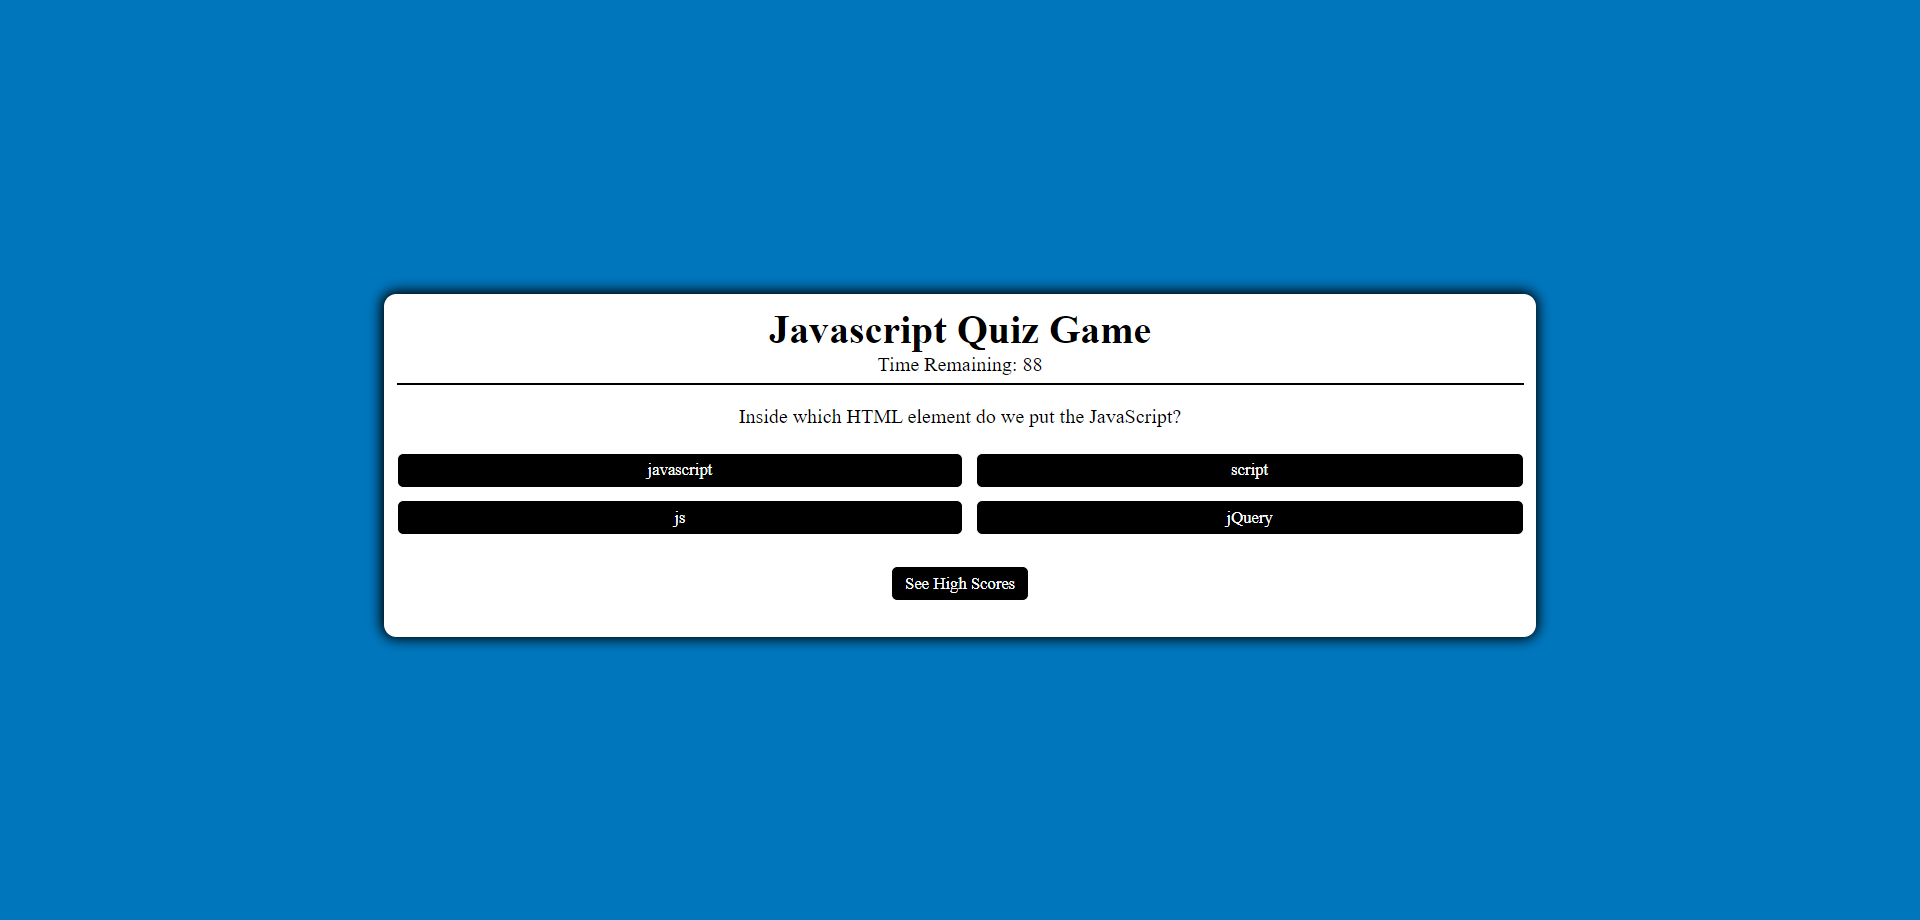 Javascript Quiz Game
Time Remaining: 88
Inside which HTML element do we put the JavaScript?
javascript
script
js
jQuery
See High Scores